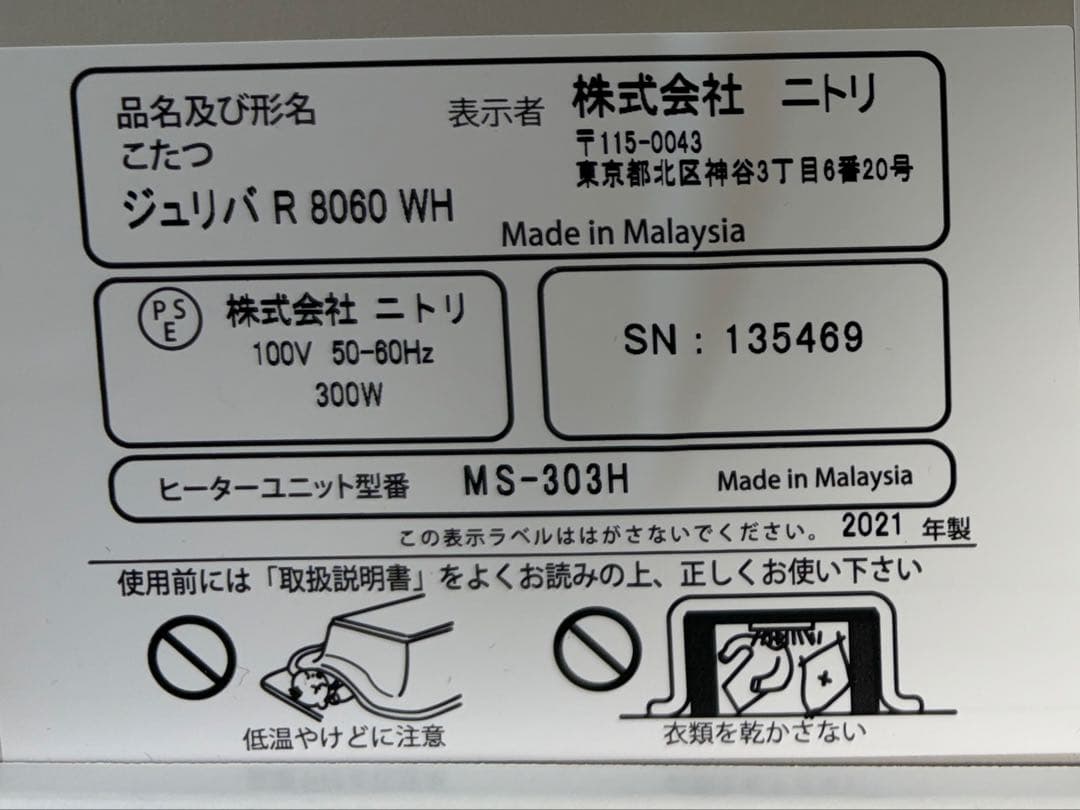 品名及び形名
こたつ
ジュリバ R 8060 WH
表示者 株式会社 ニトリ
〒115-0043
東京都北区神谷3丁目6番20号
Made in Malaysia
PSE 株式会社 ニトリ
100V 50-60Hz
300W
SN : 135469
ヒーターユニット型番 MS-303H Made in Malaysia
この表示ラベルははがさないでください。 2021 年製
使用前には「取扱説明書」をよくお読みの上、正しくお使い下さい
低温やけどに注意
衣類を乾かさない